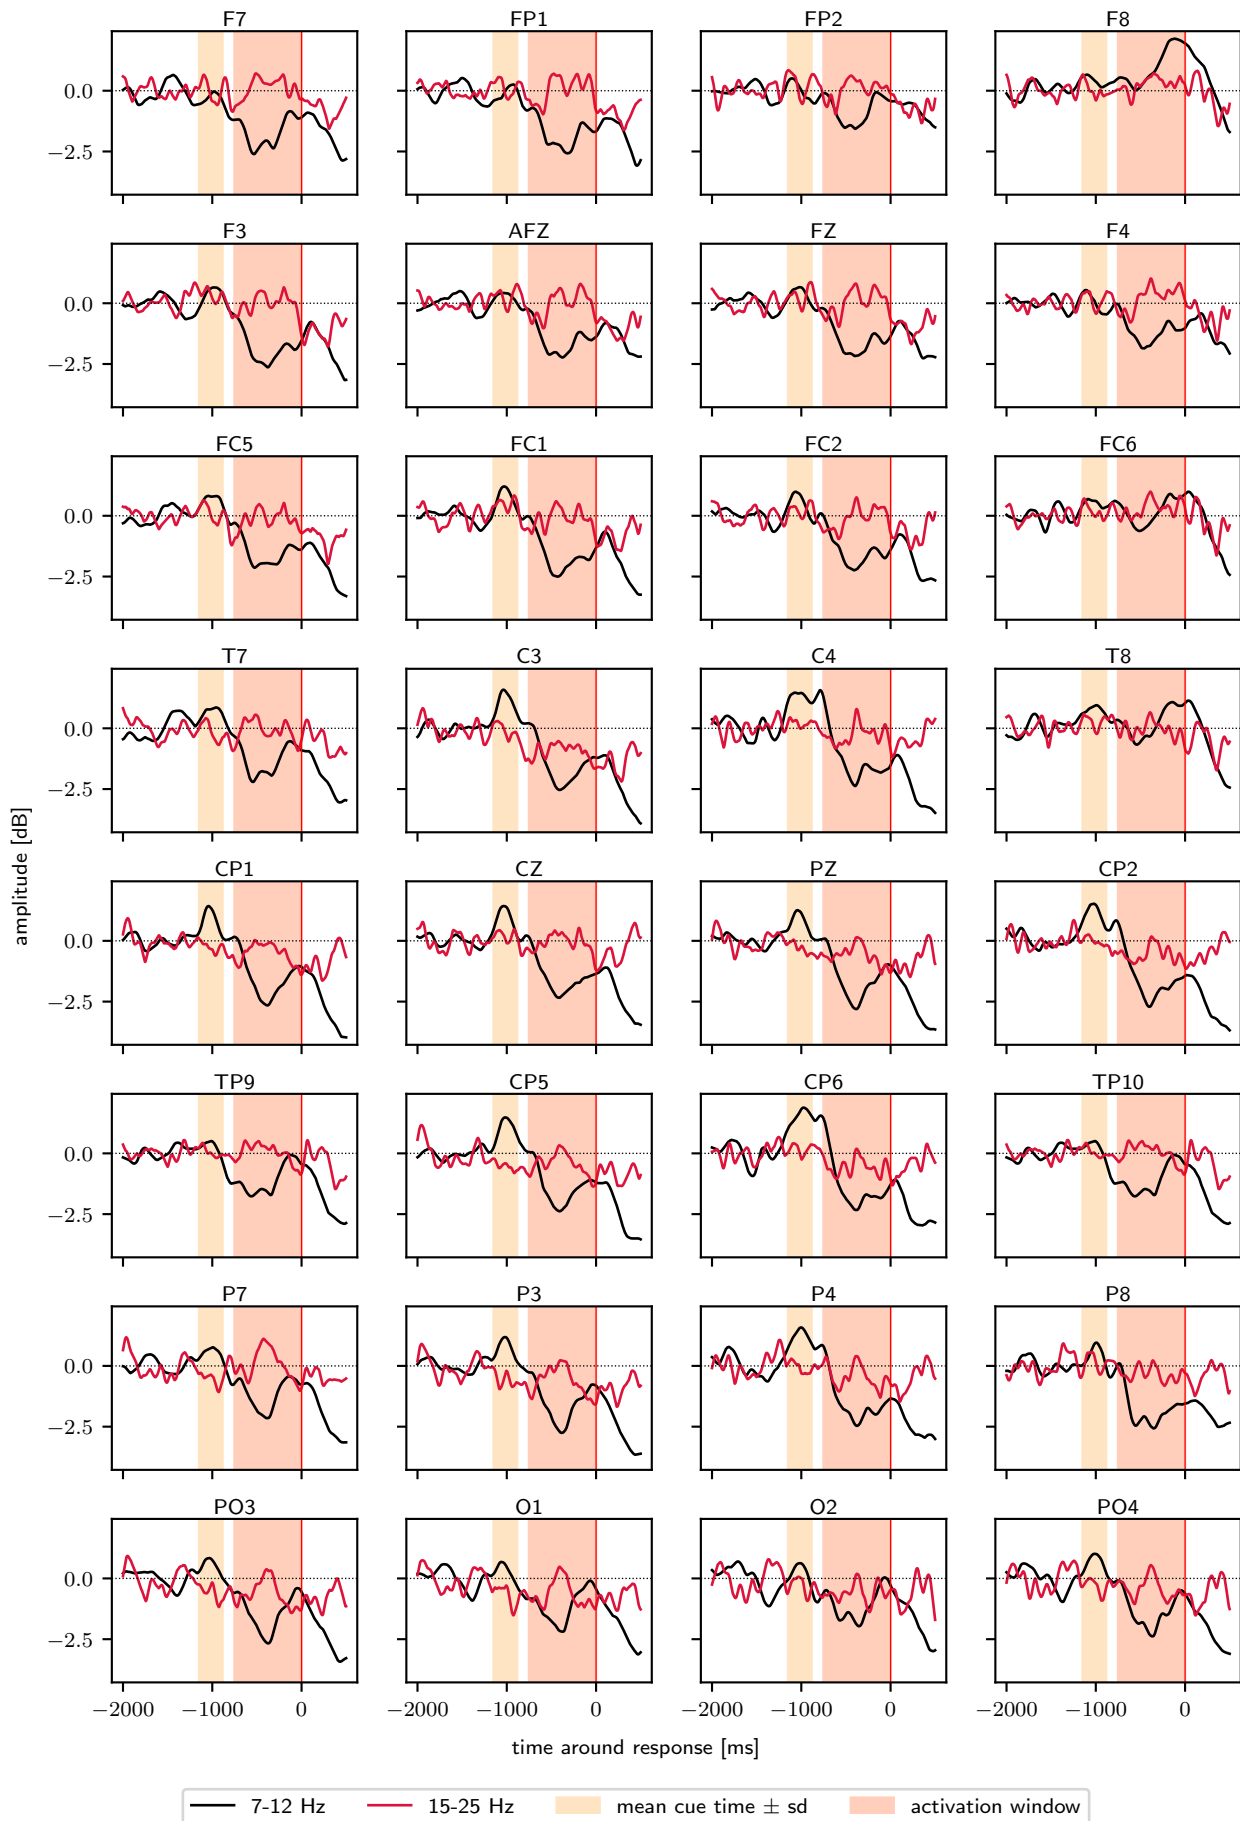 F7 FP1 FP2 F8
0.0
−2.5
F3 AFZ FZ F4
0.0
−2.5
FC5 FC1 FC2 FC6
0.0
−2.5
T7 C3 C4 T8
0.0
−2.5
amplitude [dB]
CP1 CZ PZ CP2
0.0
−2.5
TP9 CP5 CP6 TP10
0.0
−2.5
P7 P3 P4 P8
0.0
−2.5
PO3 O1 O2 PO4
0.0
−2.5
−2000 −1000 0 −2000 −1000 0 −2000 −1000 0 −2000 −1000 0
time around response [ms]
7-12 Hz 15-25 Hz mean cue time ± sd activation window